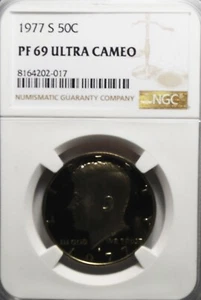 1977 S 50C
PF 69 ULTRA CAMEO
8164202-017
NUMISMATIC GUARANTY COMPANY
NGC